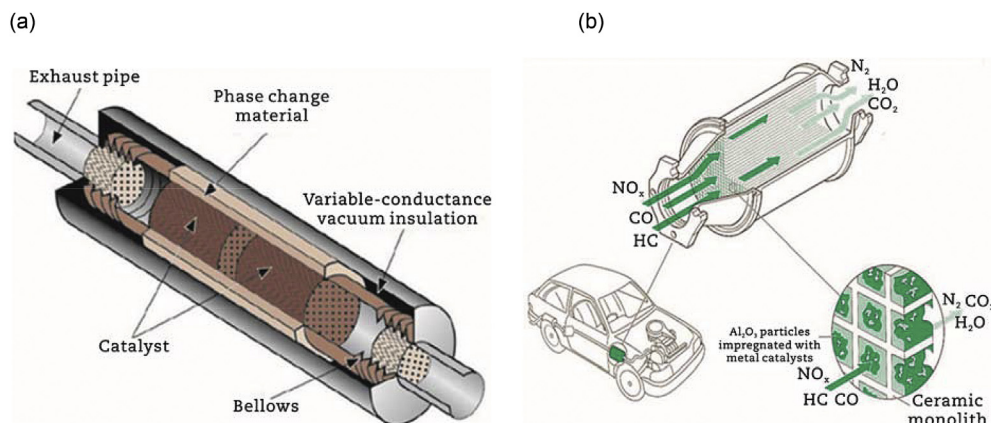 (a)
Exhaust pipe
Phase change
material
Variable-conductance
vacuum insulation
Catalyst
Bellows
(b)
N₂
H₂O
CO₂
NOₓ
CO
HC
Al₂O₃ particles
impregnated with
metal catalysts
NOₓ
HC CO
N₂ CO₂
H₂O
Ceramic
monolith